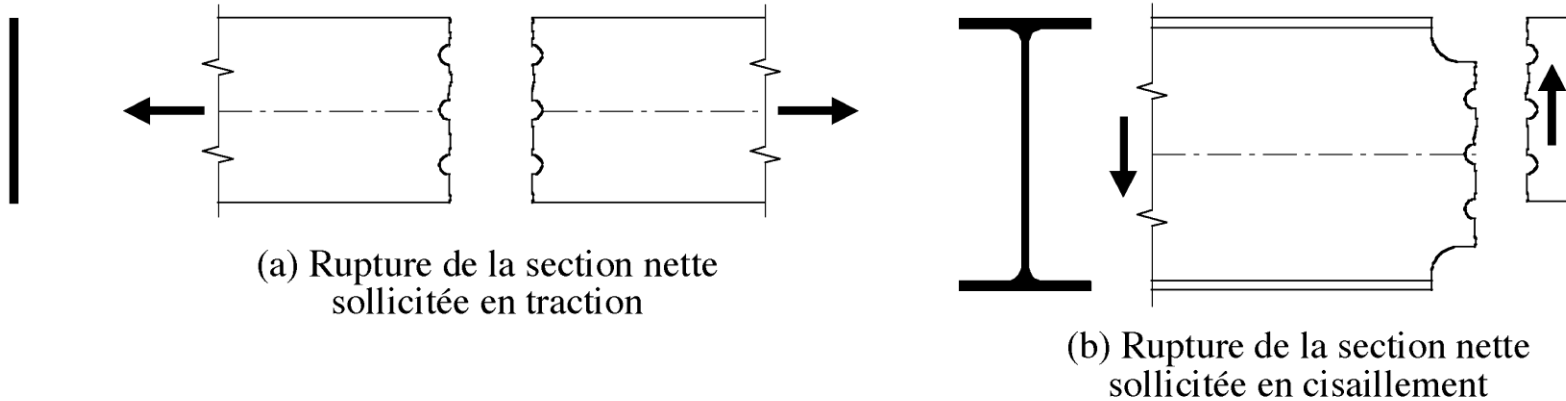 (a) Rupture de la section nette
sollicitée en traction
(b) Rupture de la section nette
sollicitée en cisaillement